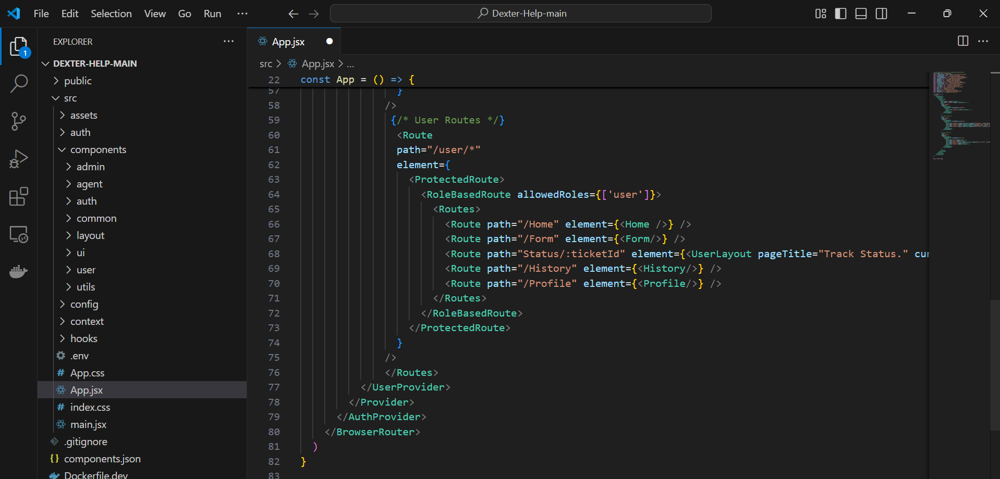 File Edit Selection View Go Run ···
Dexter-Help-main
EXPLORER
1
DEXTER-HELP-MAIN
public
src
assets
auth
components
admin
agent
auth
common
layout
ui
user
utils
config
context
hooks
.env
# App.css
App.jsx
# index.css
main.jsx
.gitignore
{} components.json
Dockerfile.dev
App.jsx
src > App.jsx > ...
22 const App = () => {
57 }
58 />
59 {/* User Routes */}
60 <Route
61 path="/user/*"
62 element={
63 <ProtectedRoute>
64 <RoleBasedRoute allowedRoles={['user']}>
65 <Routes>
66 <Route path="/Home" element={<Home />} />
67 <Route path="/Form" element={<Form/>} />
68 <Route path="Status/:ticketId" element={<UserLayout pageTitle="Track Status." cur
69 <Route path="/History" element={<History/>} />
70 <Route path="/Profile" element={<Profile/>} />
71 </Routes>
72 </RoleBasedRoute>
73 </ProtectedRoute>
74 }
75 />
76 </Routes>
77 </UserProvider>
78 </Provider>
79 </AuthProvider>
80 </BrowserRouter>
81 )
82 }
83